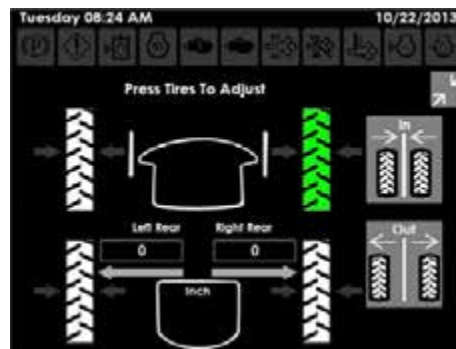 Tuesday 08:24 AM 10/22/2013
Press Tires To Adjust
In
Left Rear Right Rear
0 0
Out
Inch